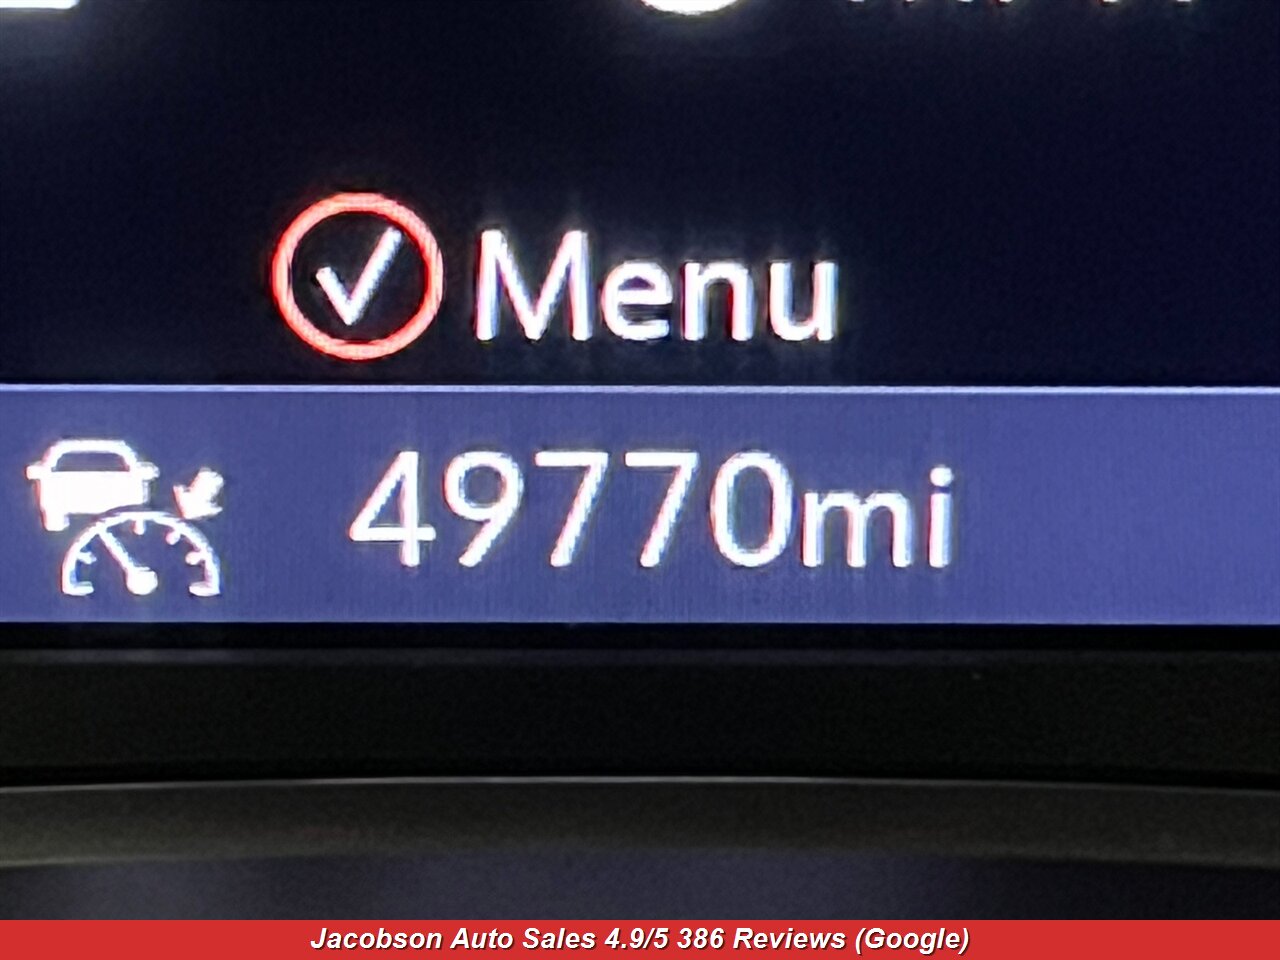 Menu
49770mi
Jacobson Auto Sales 4.9/5 386 Reviews (Google)